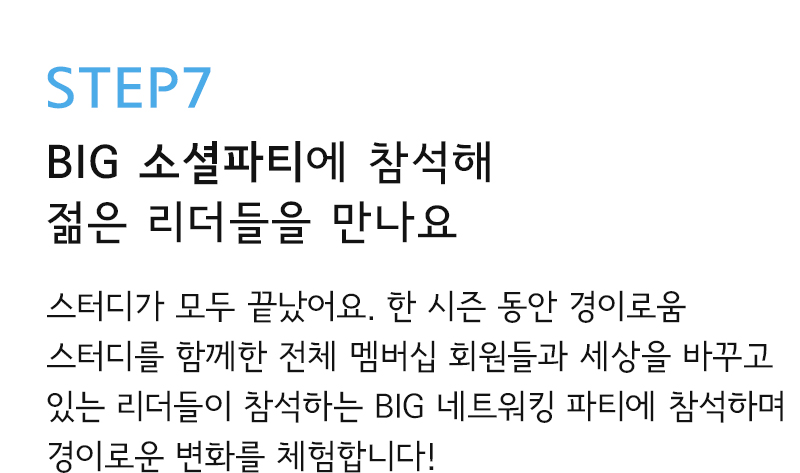 STEP7
BIG 소셜파티에 참석해
젊은 리더들을 만나요
스터디가 모두 끝났어요. 한 시즌 동안 경이로움
스터디를 함께한 전체 멤버십 회원들과 세상을 바꾸고
있는 리더들이 참석하는 BIG 네트워킹 파티에 참석하며
경이로운 변화를 체험합니다!